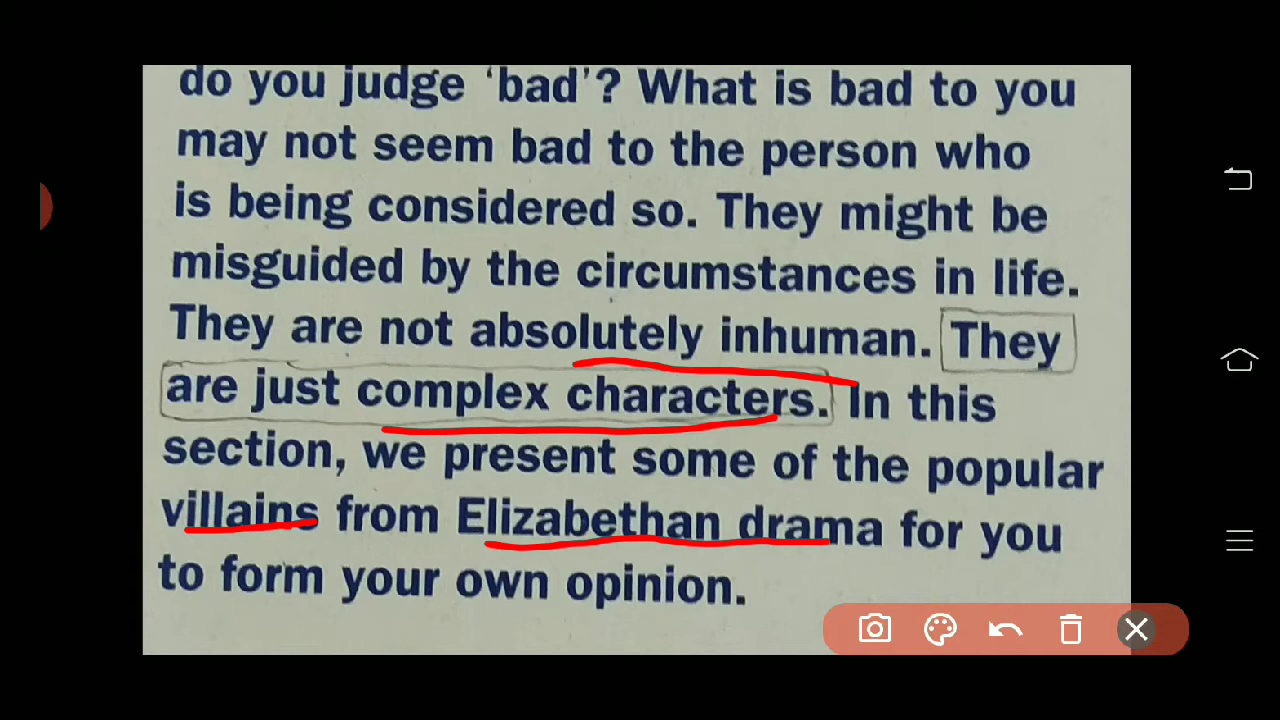 do you judge ‘bad’? What is bad to you
may not seem bad to the person who
is being considered so. They might be
misguided by the circumstances in life.
They are not absolutely inhuman. They
are just complex characters. In this
section, we present some of the popular
villains from Elizabethan drama for you
to form your own opinion.